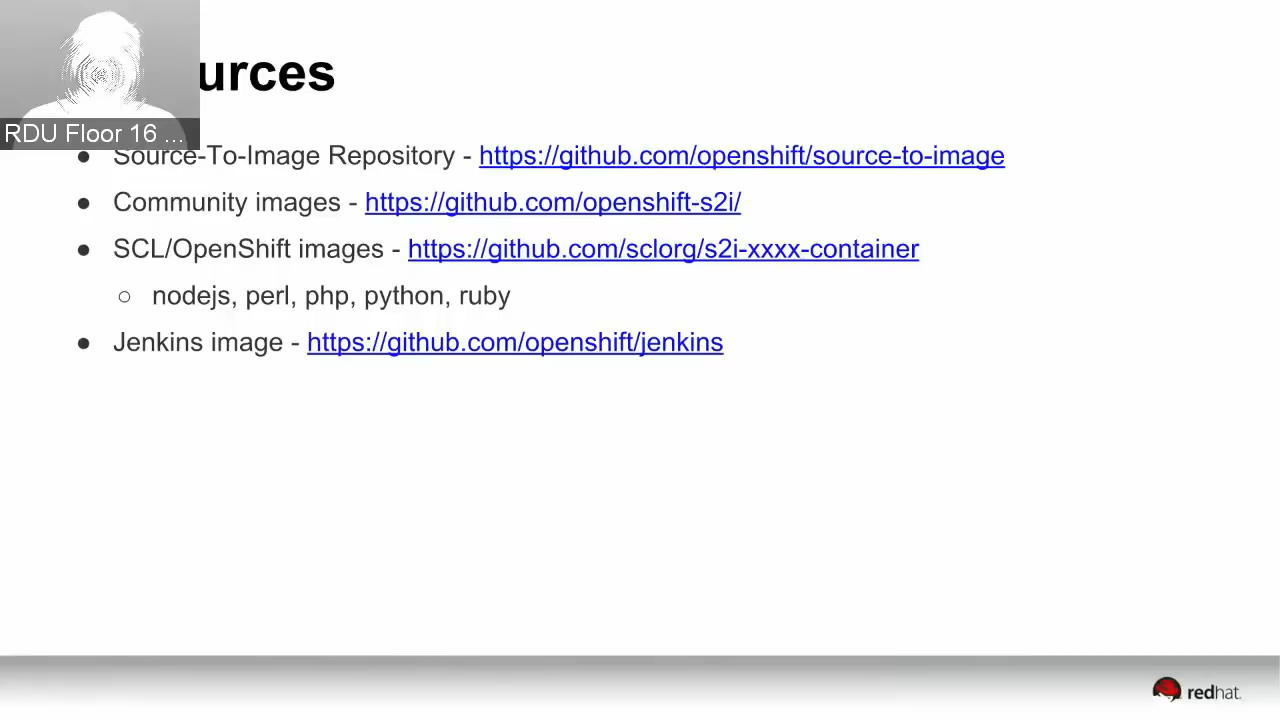 urces
RDU Floor 16 ...
● Source-To-Image Repository - https://github.com/openshift/source-to-image
● Community images - https://github.com/openshift-s2i/
● SCL/OpenShift images - https://github.com/sclorg/s2i-xxxx-container
○ nodejs, perl, php, python, ruby
● Jenkins image - https://github.com/openshift/jenkins
redhat.